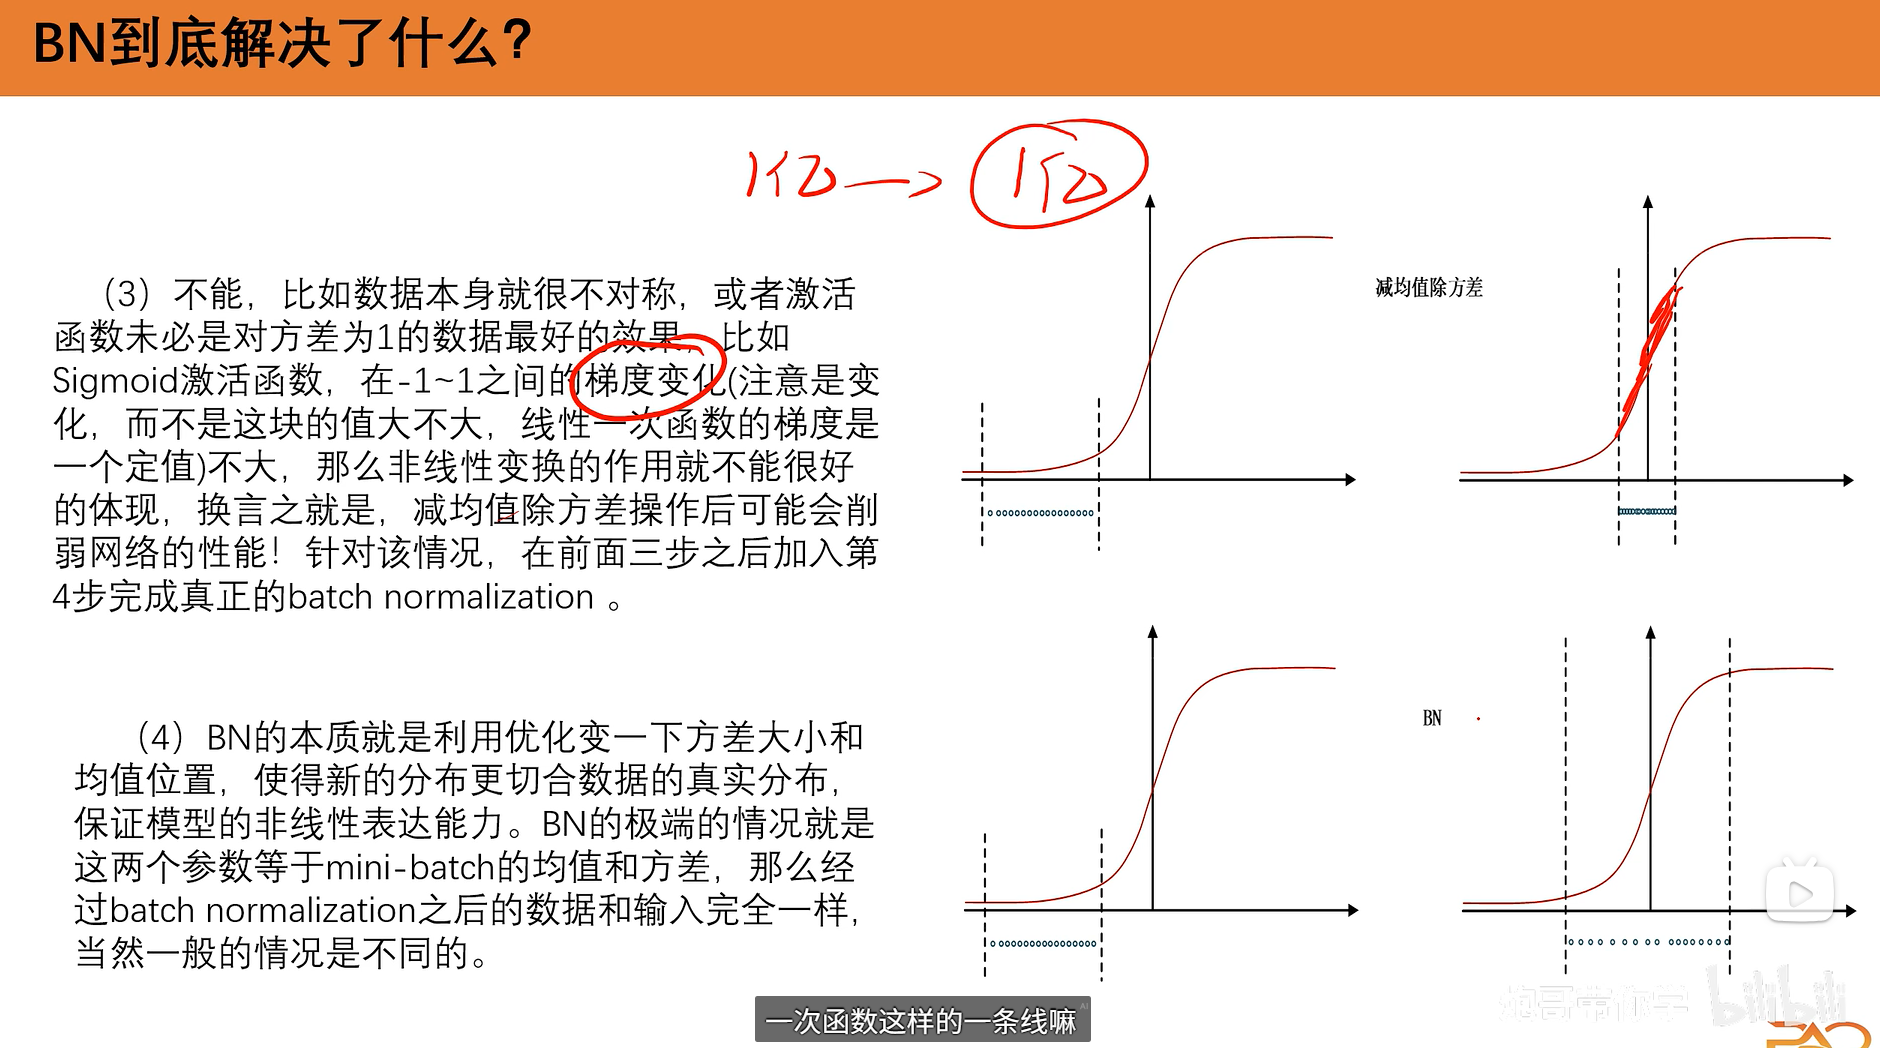 BN到底解决了什么？
K2 → K2
（3）不能，比如数据本身就很不对称，或者激活
函数未必是对方差为1的数据最好的效果，比如
Sigmoid激活函数，在-1~1之间的梯度变化(注意是变
化，而不是这块的值大不大，线性一次函数的梯度是
一个定值)不大，那么非线性变换的作用就不能很好
的体现，换言之就是，减均值除方差操作后可能会削
弱网络的性能！针对该情况，在前面三步之后加入第
4步完成真正的batch normalization 。
减均值除方差
（4）BN的本质就是利用优化变一下方差大小和
均值位置，使得新的分布更切合数据的真实分布，
保证模型的非线性表达能力。BN的极端的情况就是
这两个参数等于mini-batch的均值和方差，那么经
过batch normalization之后的数据和输入完全一样，
当然一般的情况是不同的。
BN
炮哥带你学 bilibili
AI
一次函数这样的一条线嘛